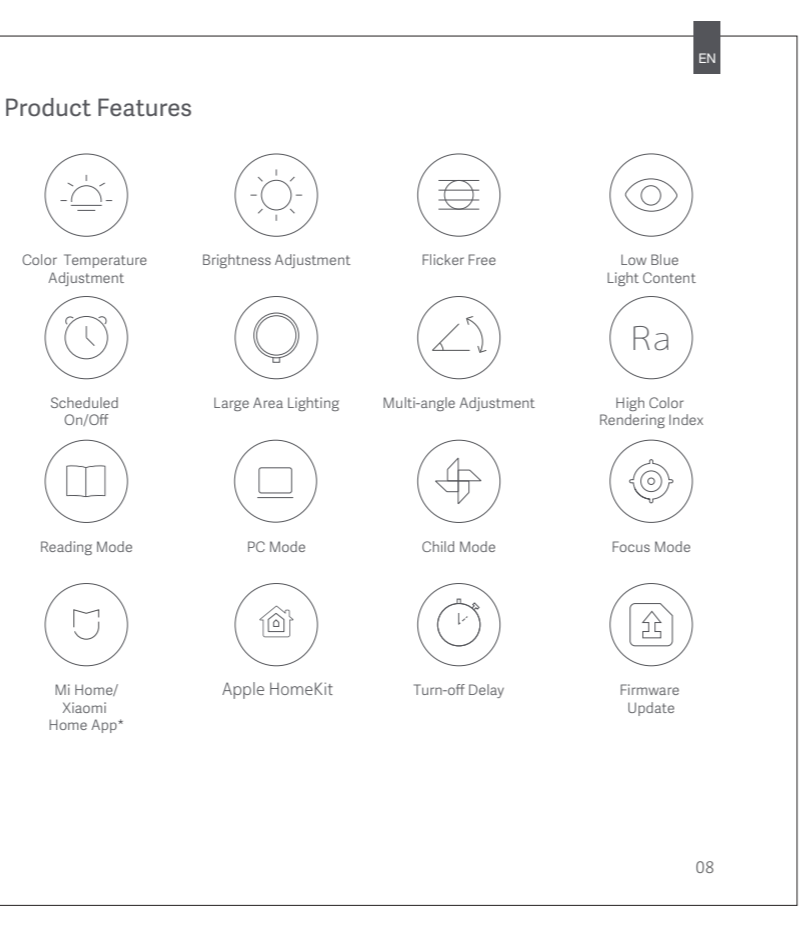 EN
Product Features
Color Temperature
Adjustment
Brightness Adjustment
Flicker Free
Low Blue
Light Content
Ra
Scheduled
On/Off
Large Area Lighting
Multi-angle Adjustment
High Color
Rendering Index
Reading Mode
PC Mode
Child Mode
Focus Mode
Mi Home/
Xiaomi
Home App*
Apple HomeKit
Turn-off Delay
Firmware
Update
08